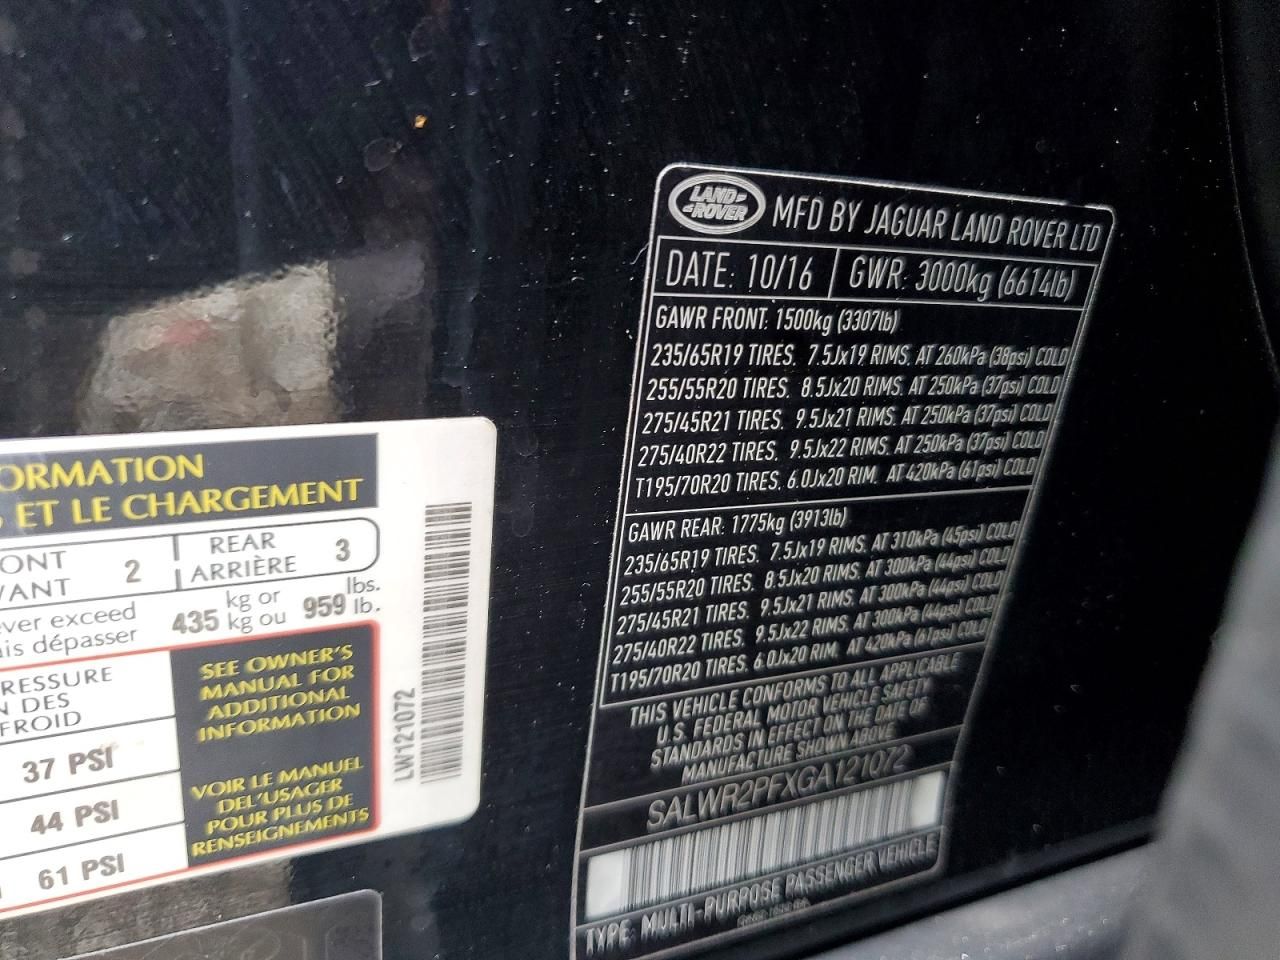 ORMATION
ET LE CHARGEMENT
ONT
VANT 2
REAR
ARRIÈRE 3
ver exceed
is dépasser 435 kg or
kg ou 959 lbs.
lb.
RESSURE
N DES
FROID
37 PSI
44 PSI
61 PSI
SEE OWNER'S
MANUAL FOR
ADDITIONAL
INFORMATION
VOIR LE MANUEL
DEL'USAGER
POUR PLUS DE
RENSEIGNEMENTS
LW121072
LAND
ROVER
MFD BY JAGUAR LAND ROVER LTD
DATE: 10/16 GWR: 3000kg (6614lb)
GAWR FRONT: 1500kg (3307lb)
235/65R19 TIRES. 7.5Jx19 RIMS. AT 260kPa (38psi) COLD
255/55R20 TIRES. 8.5Jx20 RIMS. AT 250kPa (37psi) COLD
275/45R21 TIRES. 9.5Jx21 RIMS. AT 250kPa (37psi) COLD
275/40R22 TIRES. 9.5Jx22 RIMS. AT 250kPa (37psi) COLD
T195/70R20 TIRES. 6.0Jx20 RIM. AT 420kPa (61psi) COLD
GAWR REAR: 1775kg (3913lb)
235/65R19 TIRES. 7.5Jx19 RIMS. AT 310kPa (45psi) COLD
255/55R20 TIRES. 8.5Jx20 RIMS. AT 300kPa (44psi) COLD
275/45R21 TIRES. 9.5Jx21 RIMS. AT 300kPa (44psi) COLD
275/40R22 TIRES. 9.5Jx22 RIMS. AT 300kPa (44psi) COLD
T195/70R20 TIRES. 6.0Jx20 RIM. AT 420kPa (61psi) COLD
THIS VEHICLE CONFORMS TO ALL APPLICABLE
U.S. FEDERAL MOTOR VEHICLE SAFETY
STANDARDS IN EFFECT ON THE DATE OF
MANUFACTURE SHOWN ABOVE
SALWR2PFXGA121072
TYPE: MULTI-PURPOSE PASSENGER VEHICLE